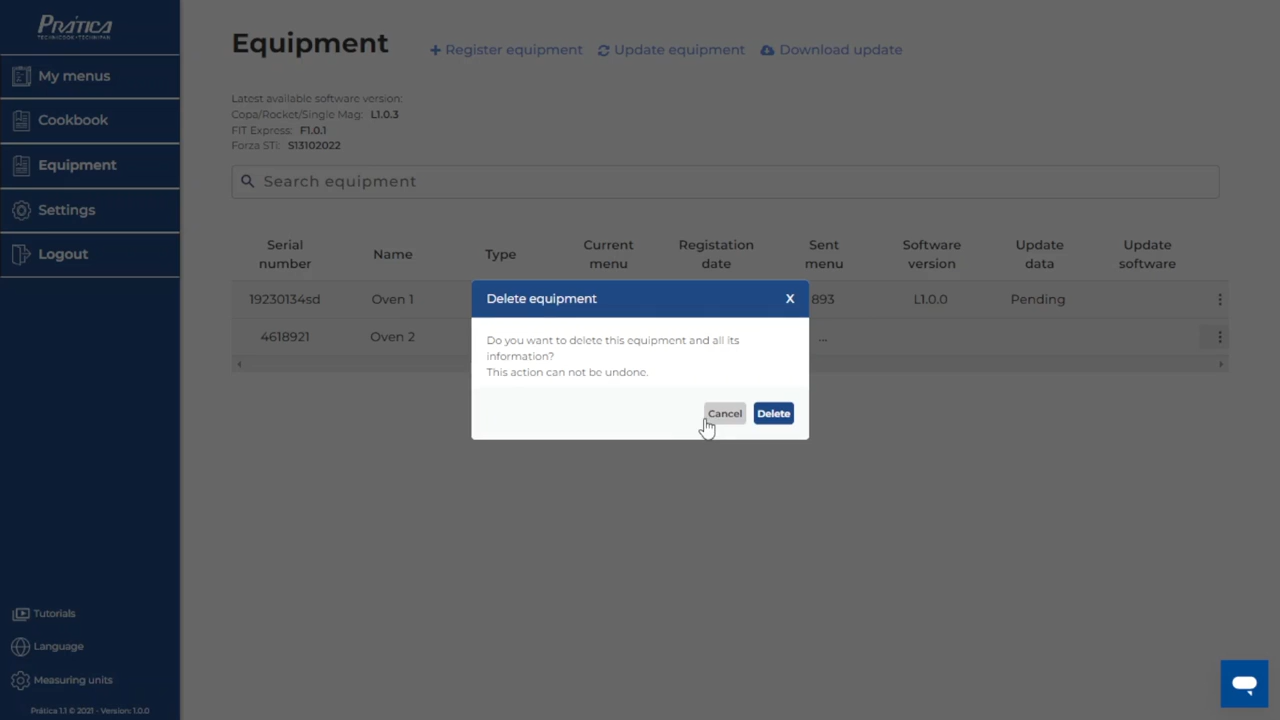 PRÁTICA
TECHNICOOK • TECHNIPAN
My menus
Cookbook
Equipment
Settings
Logout
Tutorials
Language
Measuring units
Prática 1.1 © 2021 - Version: 1.0.0
Equipment
Register equipment
Update equipment
Download update
Latest available software version:
Copa/Rocket/Single Mag: L1.0.3
FIT Express: F1.0.1
Forza STi: S13102022
Search equipment
Serial number
Name
Type
Current menu
Registation date
Sent menu
Software version
Update data
Update software
19230134sd Oven 1 893 L1.0.0 Pending
4618921 Oven 2 ...
Delete equipment X
Do you want to delete this equipment and all its
information?
This action can not be undone.
Cancel Delete